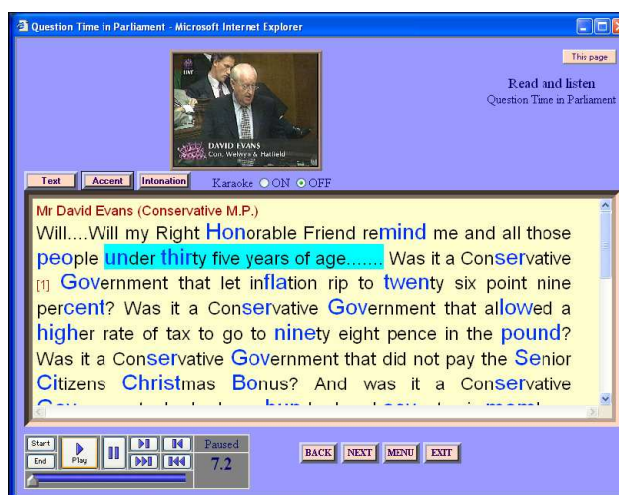 Question Time in Parliament - Microsoft Internet Explorer
This page
Read and listen
Question Time in Parliament
LIVE
DAVID EVANS
Con. Welwyn & Hatfield
Text Accent Intonation Karaoke ON OFF
Mr David Evans (Conservative M.P.)
Will....Will my Right Honorable Friend remind me and all those
people under thirty five years of age....... Was it a Conservative
[1] Government that let inflation rip to twenty six point nine
percent? Was it a Conservative Government that allowed a
higher rate of tax to go to ninety eight pence in the pound?
Was it a Conservative Government that did not pay the Senior
Citizens Christmas Bonus? And was it a Conservative
Start
End
Play
Paused
7.2
BACK NEXT MENU EXIT